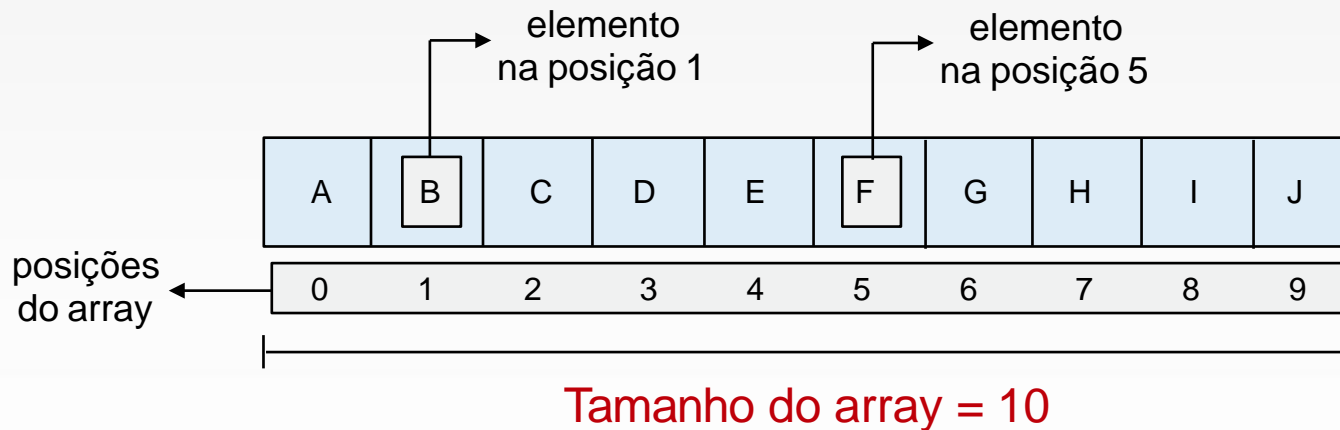 elemento
na posição 1
elemento
na posição 5
A B C D E F G H I J
posições
do array
0 1 2 3 4 5 6 7 8 9
Tamanho do array = 10